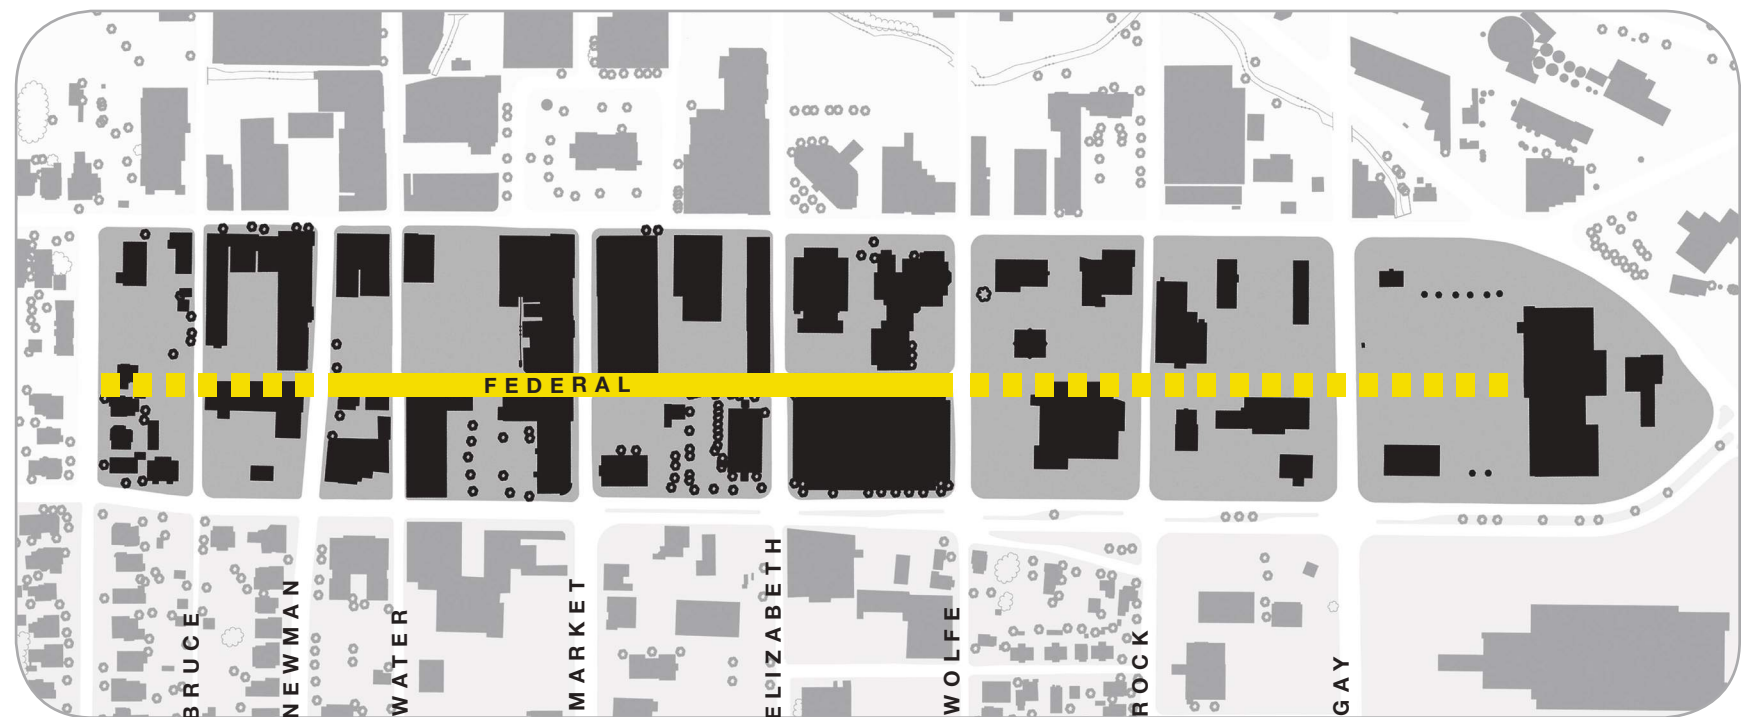 FEDERAL
BRUCE
NEWMAN
WATER
MARKET
ELIZABETH
WOLFE
ROCK
GAY